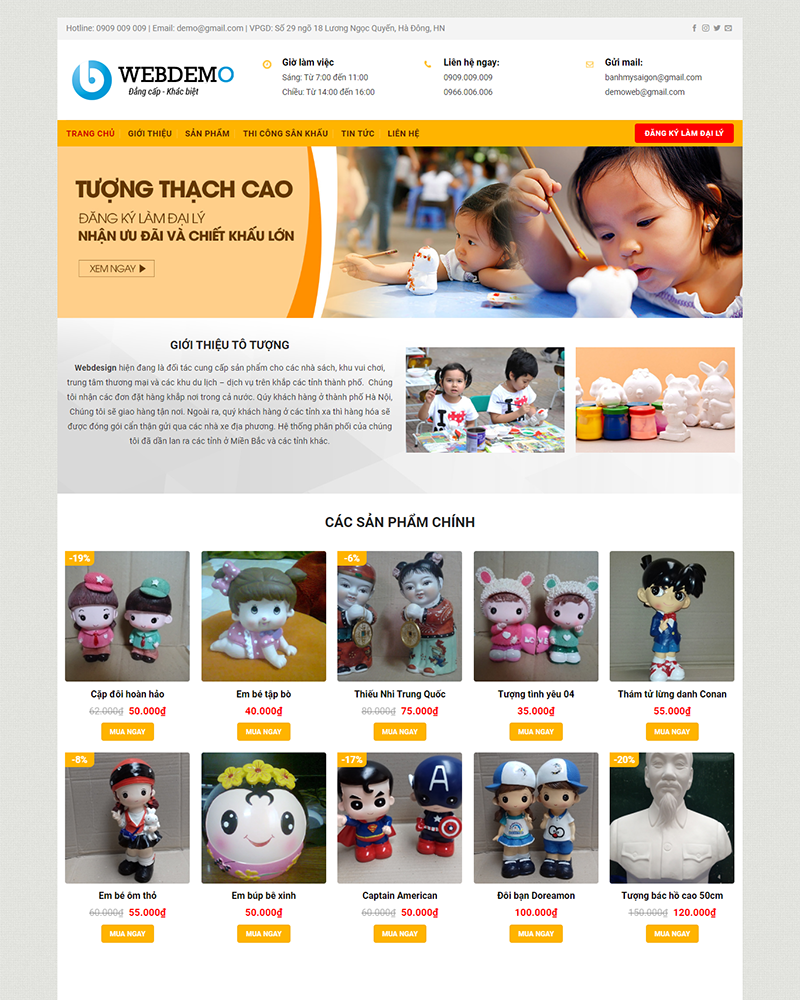 Hotline: 0909 009 009 | Email: demo@gmail.com | VPGD: Số 29 ngõ 18 Lương Ngọc Quyến, Hà Đông, HN
WEBDEMO
Đẳng cấp - Khác biệt
Giờ làm việc
Sáng: Từ 7:00 đến 11:00
Chiều: Từ 14:00 đến 16:00
Liên hệ ngay:
0909.009.009
0966.006.006
Gửi mail:
banhmysaigon@gmail.com
demoweb@gmail.com
TRANG CHỦ GIỚI THIỆU SẢN PHẨM THI CÔNG SÂN KHẤU TIN TỨC LIÊN HỆ ĐĂNG KÝ LÀM ĐẠI LÝ
TƯỢNG THẠCH CAO
ĐĂNG KÝ LÀM ĐẠI LÝ
NHẬN ƯU ĐÃI VÀ CHIẾT KHẤU LỚN
XEM NGAY
GIỚI THIỆU TÔ TƯỢNG
Webdesign hiện đang là đối tác cung cấp sản phẩm cho các nhà sách, khu vui chơi,
trung tâm thương mại và các khu du lịch – dịch vụ trên khắp các tỉnh thành phố. Chúng
tôi nhận các đơn đặt hàng khắp nơi trong cả nước. Qúy khách hàng ở thành phố Hà Nội,
Chúng tôi sẽ giao hàng tận nơi. Ngoài ra, quý khách hàng ở các tỉnh xa thì hàng hóa sẽ
được đóng gói cẩn thận gửi qua các nhà xe địa phương. Hệ thống phân phối của chúng
tôi đã dần lan ra các tỉnh ở Miền Bắc và các tỉnh khác.
CÁC SẢN PHẨM CHÍNH
-19%
Cặp đôi hoàn hảo
62.000₫ 50.000₫
MUA NGAY
Em bé tập bò
40.000₫
MUA NGAY
-6%
Thiếu Nhi Trung Quốc
80.000₫ 75.000₫
MUA NGAY
Tượng tình yêu 04
35.000₫
MUA NGAY
Thám tử lừng danh Conan
55.000₫
MUA NGAY
-8%
Em bé ôm thỏ
60.000₫ 55.000₫
MUA NGAY
Em búp bê xinh
50.000₫
MUA NGAY
-17%
A
Captain American
60.000₫ 50.000₫
MUA NGAY
Đôi bạn Doreamon
100.000₫
MUA NGAY
-20%
Tượng bác hồ cao 50cm
150.000₫ 120.000₫
MUA NGAY